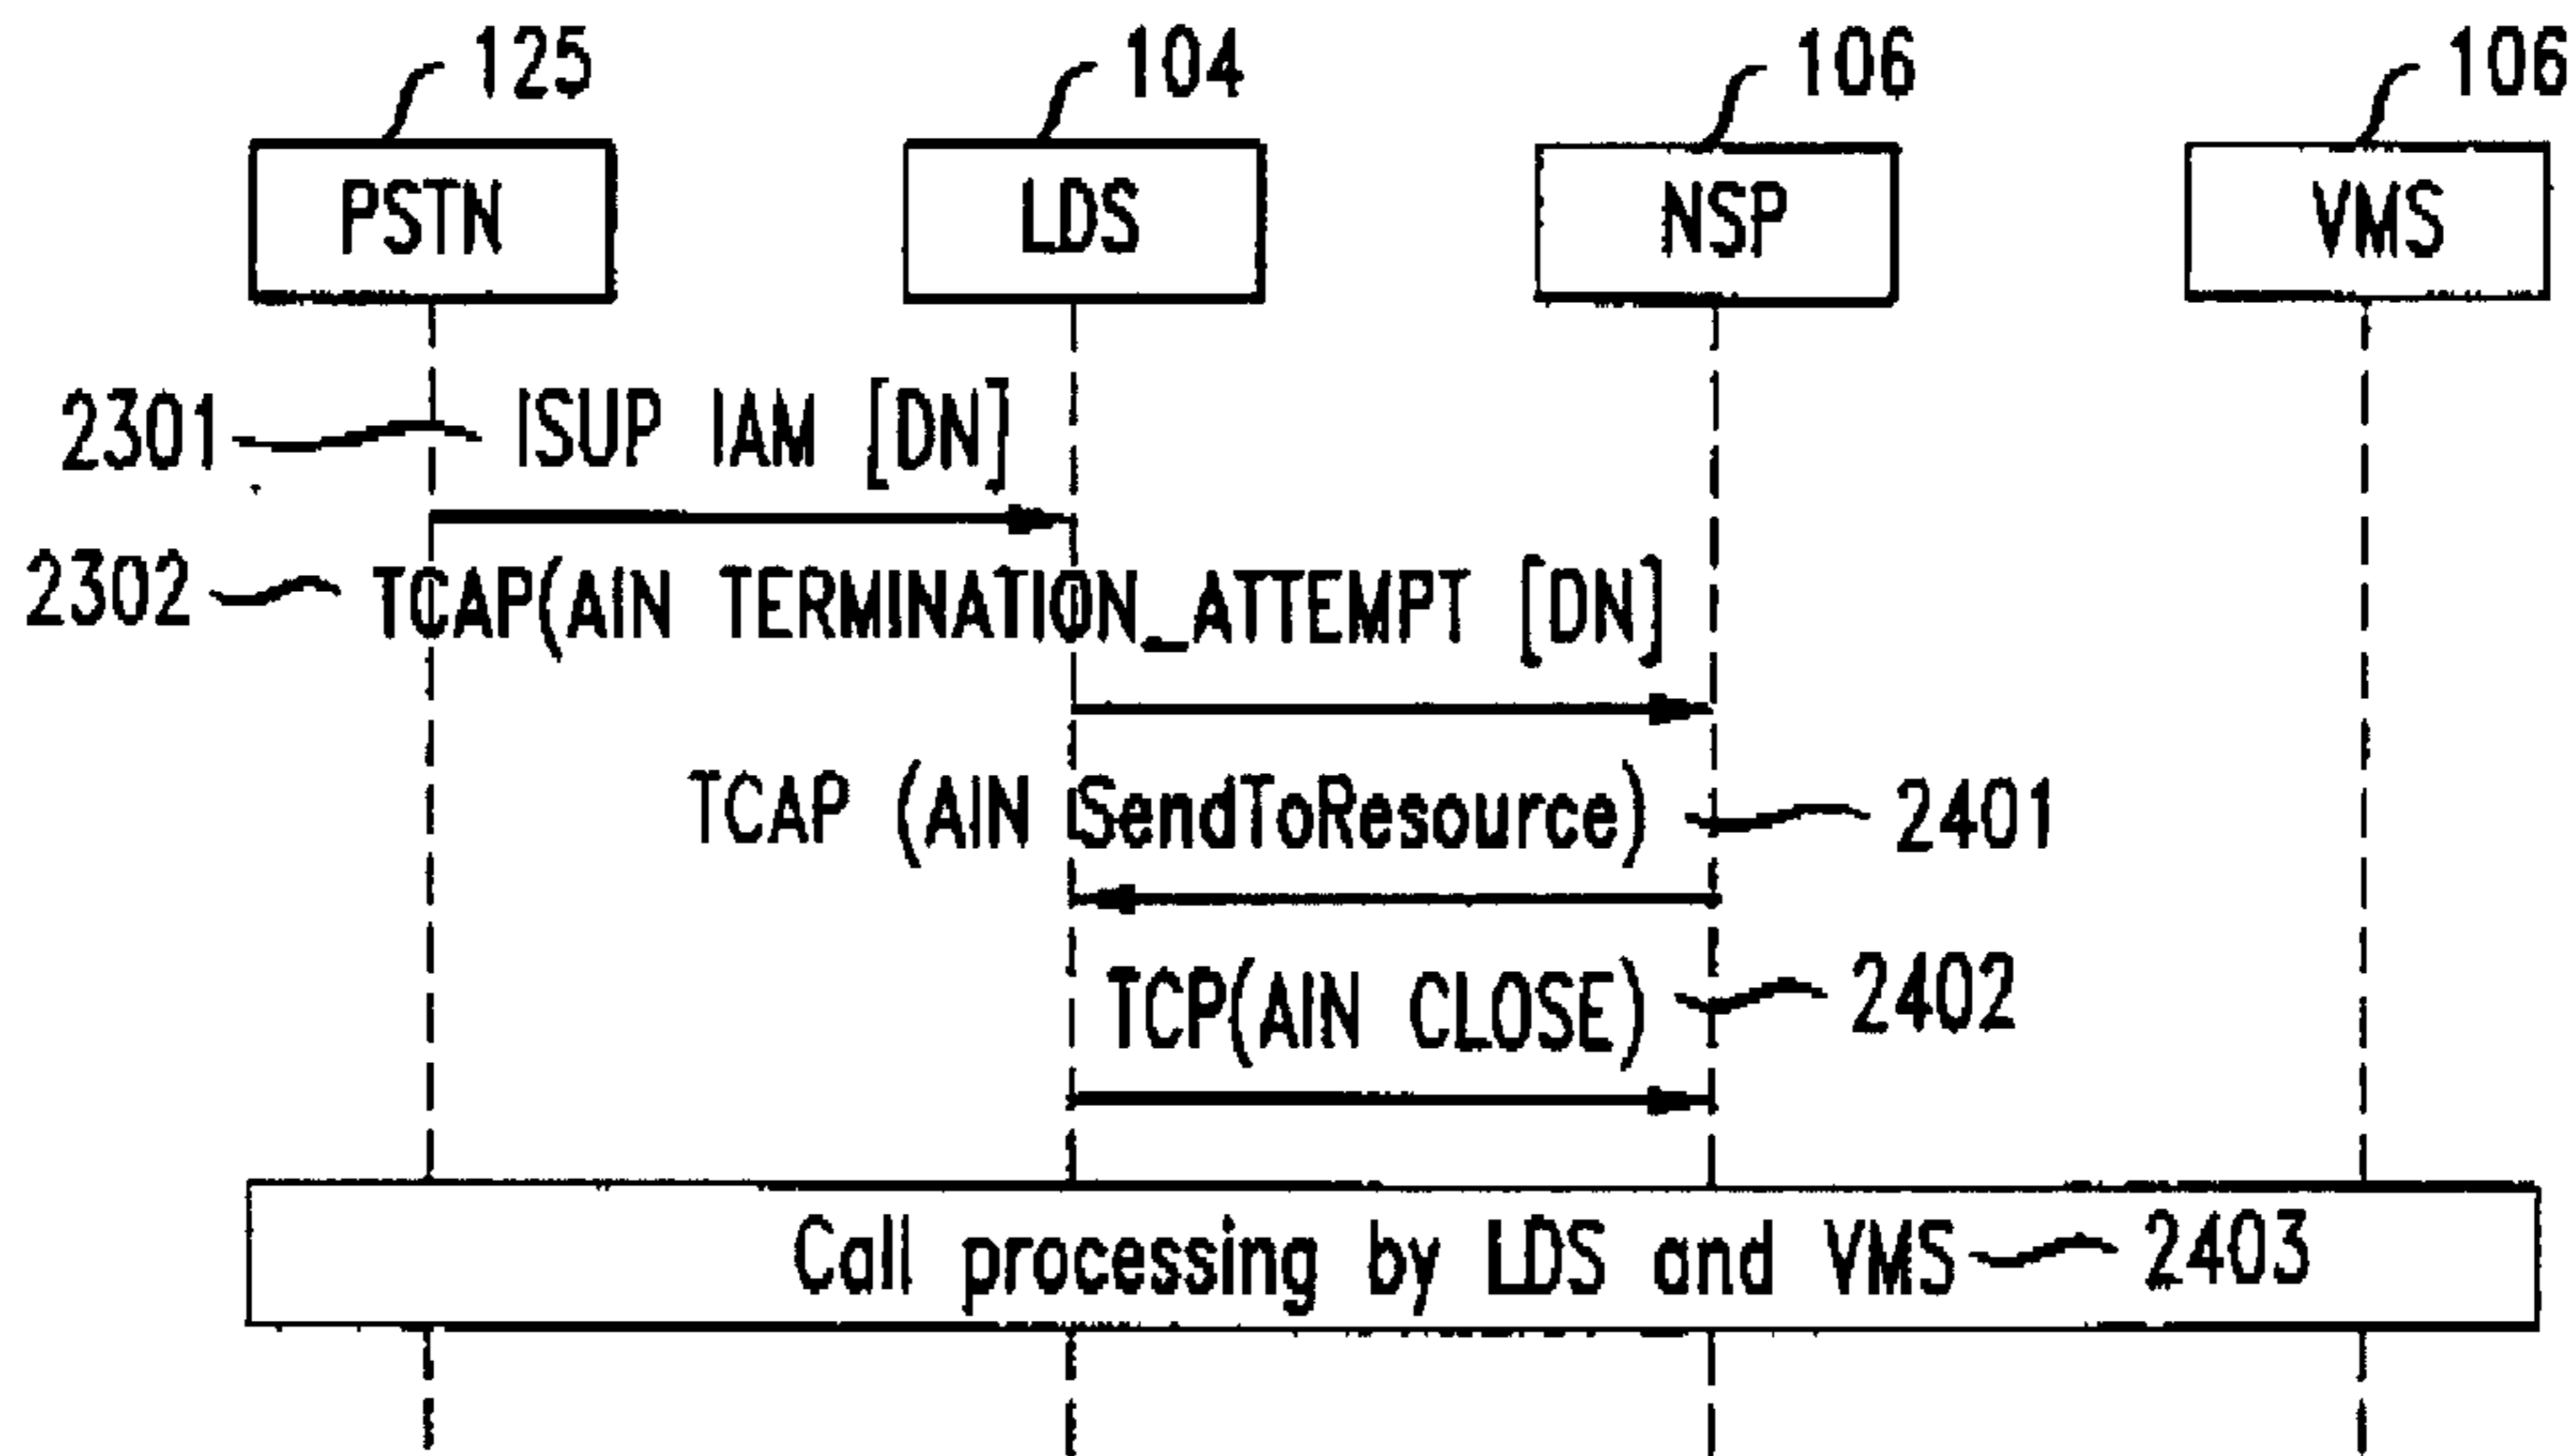 125 104 106 106
PSTN LDS NSP VMS
2301 ISUP IAM [DN]
2302 TCAP(AIN TERMINATION_ATTEMPT [DN]
TCAP (AIN SendToResource) 2401
TCP(AIN CLOSE) 2402
Call processing by LDS and VMS 2403